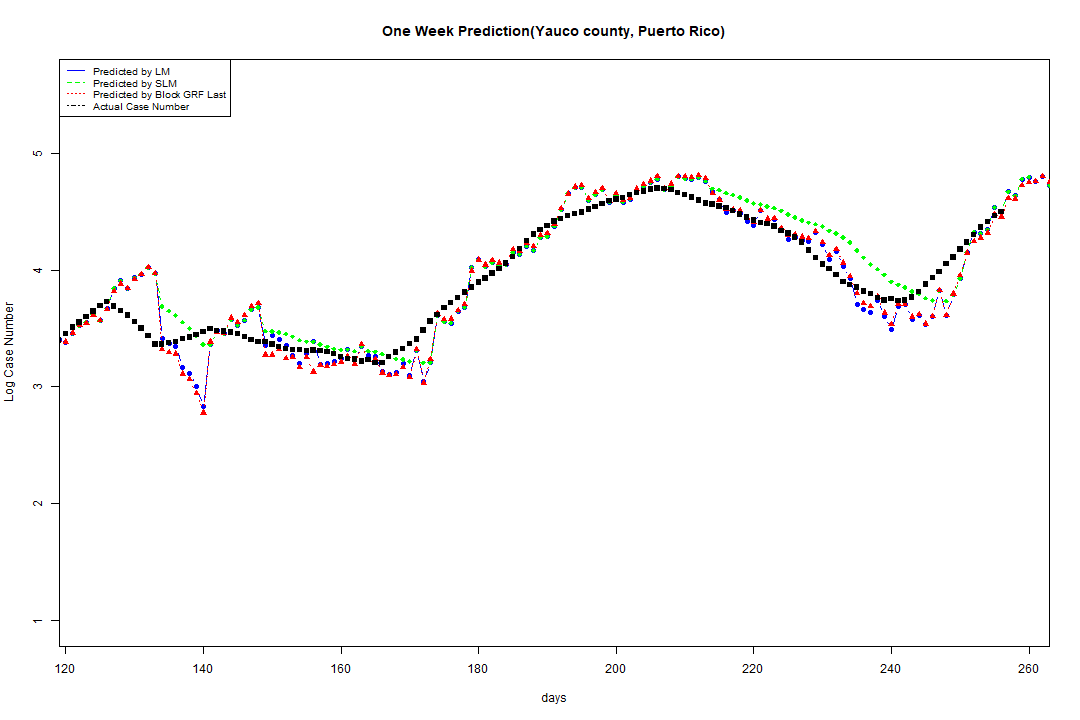 One Week Prediction(Yauco county, Puerto Rico)
Predicted by LM
Predicted by SLM
Predicted by Block GRF Last
Actual Case Number
5
4
3
2
1
Log Case Number
120 140 160 180 200 220 240 260
days